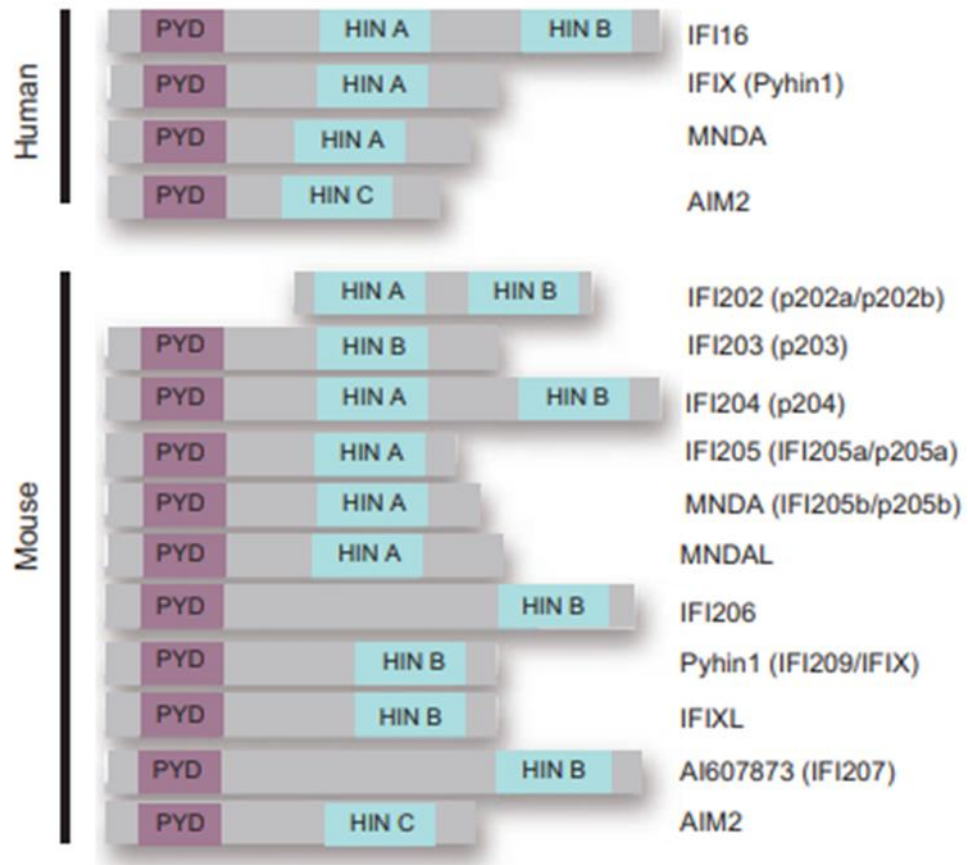 Human
PYD HIN A HIN B IFI16
PYD HIN A IFIX (Pyhin1)
PYD HIN A MNDA
PYD HIN C AIM2
Mouse
HIN A HIN B IFI202 (p202a/p202b)
PYD HIN B IFI203 (p203)
PYD HIN A HIN B IFI204 (p204)
PYD HIN A IFI205 (IFI205a/p205a)
PYD HIN A MNDA (IFI205b/p205b)
PYD HIN A MNDAL
PYD HIN B IFI206
PYD HIN B Pyhin1 (IFI209/IFIX)
PYD HIN B IFIXL
PYD HIN B AI607873 (IFI207)
PYD HIN C AIM2